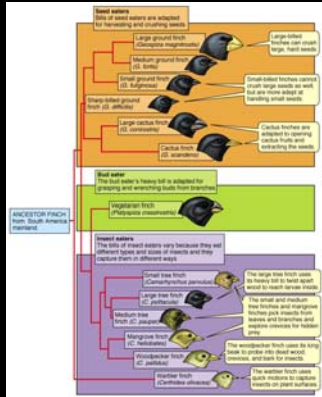 Seed eaters
Bills of seed eaters are adapted
for harvesting and crushing seeds.
Large ground finch
(Geospiza magnirostris)
Large-billed
finches can crush
large, hard seeds
Medium ground finch
(G. fortis)
Small ground finch
(G. fuliginosa)
Small-billed finches cannot
crush large seeds as well,
but are more adept at
handling small seeds.
Sharp-billed ground
finch (G. difficilis)
Large cactus finch
(G. conirostris)
Cactus finch
(G. scandens)
Cactus finches are
adapted to opening
cactus fruits and
extracting the seeds.
Bud eater
The bud eater's heavy bill is adapted for
grasping and wrenching buds from branches
Vegetarian finch
(Platyspiza crassirostris)
ANCESTOR FINCH
from South America
mainland.
Insect eaters
The bills of insect eaters vary because they eat
different types and sizes of insects and
they capture them in different ways
Small tree finch
(Camarhynchus parvulus)
The large tree finch uses
its heavy bill to twist apart
wood to reach larvae inside
Large tree finch
(C. psittacula)
Medium tree
finch (C. pauper)
The small and medium
tree finches and mangrove
finches pick insects from
leaves and branches and
explore crevices for hidden
prey.
Mangrove finch
(C. heliobates)
Woodpecker finch
(C. pallidus)
The woodpecker finch uses its long
beak to probe into dead wood,
crevices, and bark for insects.
Warbler finch
(Certhidea olivacea)
The warbler finch uses
quick motions to capture
insects on plant surfaces.